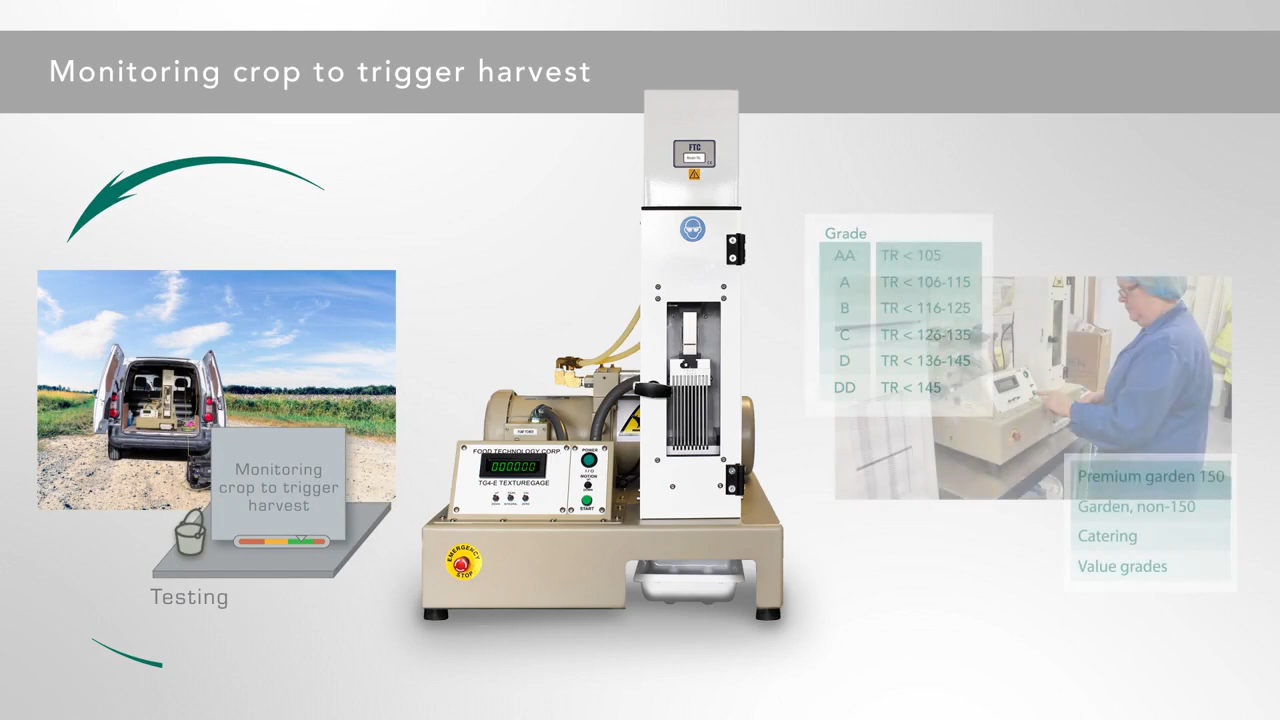 Monitoring crop to trigger harvest
FTC
Grade
AA TR < 105
A TR < 106-115
B TR < 116-125
C TR < 126-135
D TR < 136-145
DD TR < 145
Monitoring
crop to trigger
harvest
Testing
FOOD TECHNOLOGY CORP.
000000
TG4-E TEXTUREGAGE
POWER
I I O
MOTION
START
EMERGENCY
STOP
Premium garden 150
Garden, non-150
Catering
Value grades